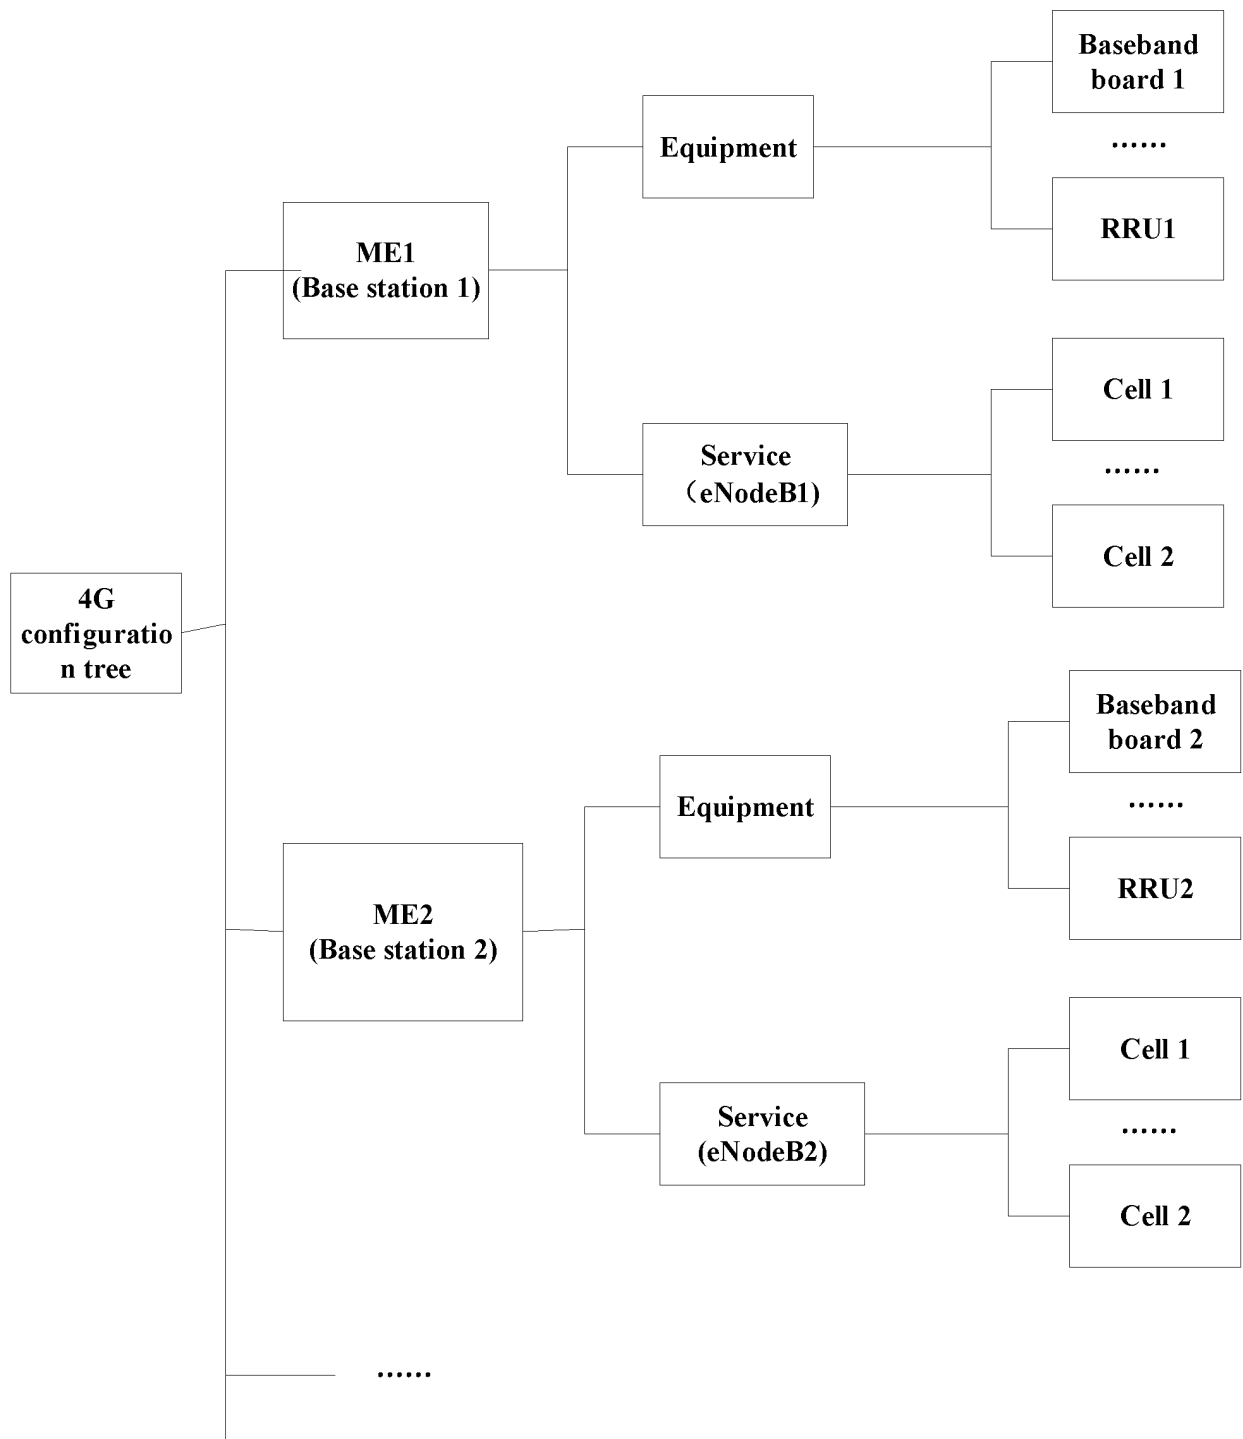 Baseband
board 1
......
RRU1
Equipment
ME1
(Base station 1)
Cell 1
......
Cell 2
Service
（eNodeB1)
4G
configuratio
n tree
Baseband
board 2
......
RRU2
Equipment
ME2
(Base station 2)
Cell 1
......
Cell 2
Service
(eNodeB2)
......